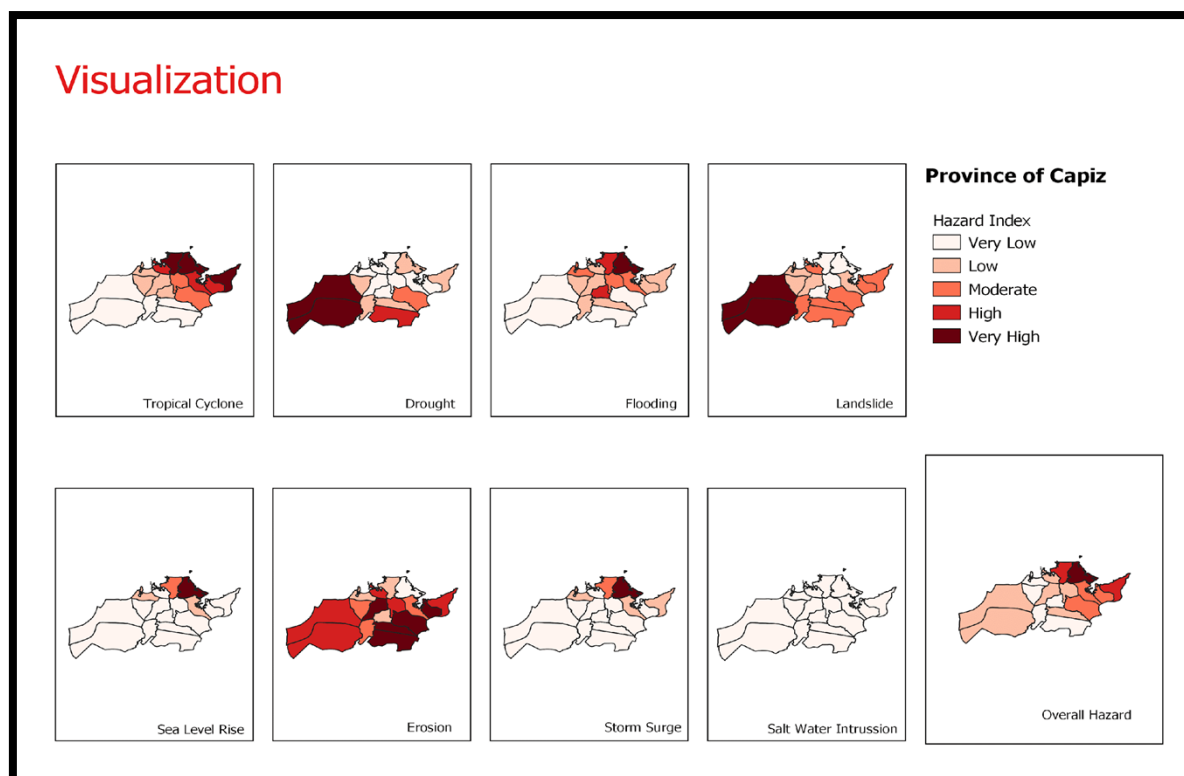 Visualization
Province of Capiz
Hazard Index
Very Low
Low
Moderate
High
Very High
Tropical Cyclone
Drought
Flooding
Landslide
Sea Level Rise
Erosion
Storm Surge
Salt Water Intrussion
Overall Hazard